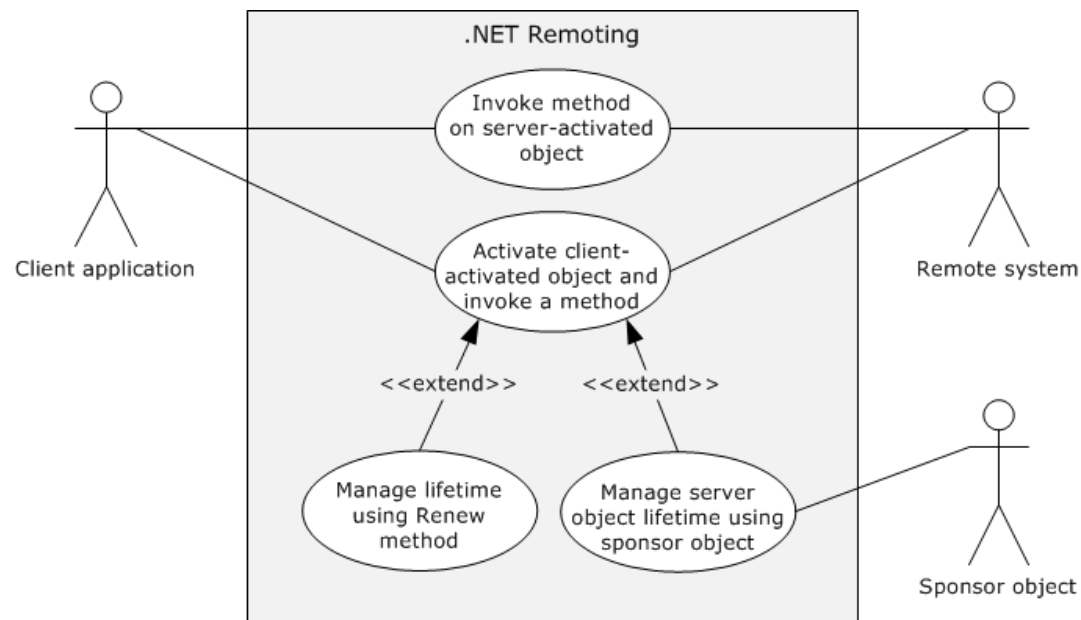 .NET Remoting
Invoke method
on server-activated
object
Client application
Activate client-
activated object and
invoke a method
Remote system
<<extend>>
<<extend>>
Manage lifetime
using Renew
method
Manage server
object lifetime using
sponsor object
Sponsor object